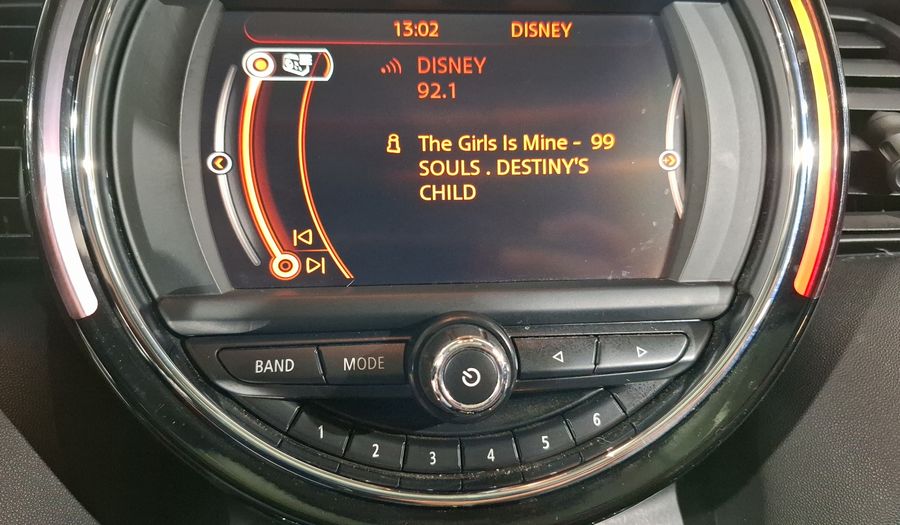 13:02 DISNEY
DISNEY
92.1
The Girls Is Mine - 99
SOULS . DESTINY'S
CHILD
BAND MODE
1 2 3 4 5 6